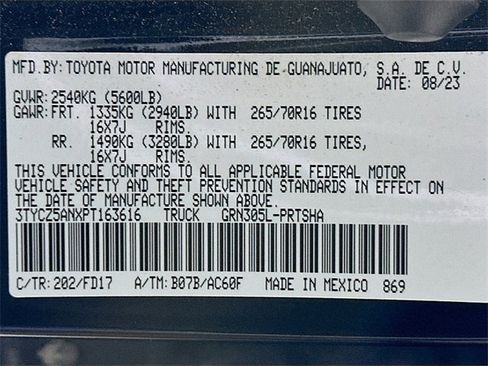 MFD.BY:TOYOTA MOTOR MANUFACTURING DE GUANAJUATO, S.A. DE C.V.
DATE: 08/23
GVWR:2540KG (5600LB)
GAWR:FRT. 1335KG (2940LB) WITH 265/70R16 TIRES
16X7J RIMS.
RR. 1490KG (3280LB) WITH 265/70R16 TIRES
16X7J RIMS.
THIS VEHICLE CONFORMS TO ALL APPLICABLE FEDERAL MOTOR
VEHICLE SAFETY AND THEFT PREVENTION STANDARDS IN EFFECT ON
THE DATE OF MANUFACTURE SHOWN ABOVE.
3TYCZ5ANXPT163616 TRUCK GRN305L-PRTSHA
C/TR:202/FD17 A/TM:B07B/AC60F MADE IN MEXICO 869